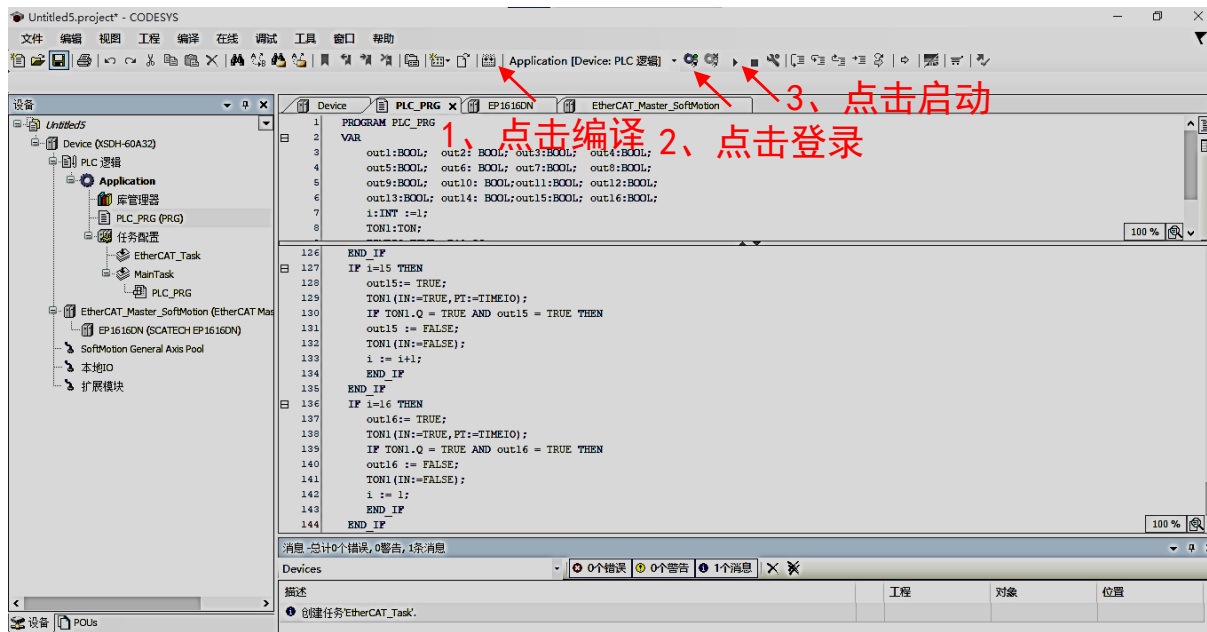 Untitled5.project* - CODESYS
文件 编辑 视图 工程 编译 在线 调试 工具 窗口 帮助
Application [Device: PLC 逻辑]
3、点击启动
设备
Device PLC_PRG EP1616DN EtherCAT_Master_SoftMotion
1、点击编译 2、点击登录
Untitled5
Device (XSDH-60A32)
PLC 逻辑
Application
库管理器
PLC_PRG (PRG)
任务配置
EtherCAT_Task
MainTask
PLC_PRG
EtherCAT_Master_SoftMotion (EtherCAT Mas
EP1616DN (SCATECH EP1616DN)
SoftMotion General Axis Pool
本地IO
扩展模块
设备 POUs
1 PROGRAM PLC_PRG
2 VAR
3 out1:BOOL; out2: BOOL; out3:BOOL; out4:BOOL;
4 out5:BOOL; out6: BOOL; out7:BOOL; out8:BOOL;
5 out9:BOOL; out10: BOOL;out11:BOOL; out12:BOOL;
6 out13:BOOL; out14: BOOL;out15:BOOL; out16:BOOL;
7 i:INT :=1;
8 TON1:TON;
100 %
126 END_IF
127 IF i=15 THEN
128 out15:= TRUE;
129 TON1(IN:=TRUE,PT:=TIMEIO);
130 IF TON1.Q = TRUE AND out15 = TRUE THEN
131 out15 := FALSE;
132 TON1(IN:=FALSE);
133 i := i+1;
134 END_IF
135 END_IF
136 IF i=16 THEN
137 out16:= TRUE;
138 TON1(IN:=TRUE,PT:=TIMEIO);
139 IF TON1.Q = TRUE AND out16 = TRUE THEN
140 out16 := FALSE;
141 TON1(IN:=FALSE);
142 i := 1;
143 END_IF
144 END_IF
100 %
消息 -总计0个错误, 0警告, 1条消息
Devices 0个错误 0个警告 1个消息
描述 工程 对象 位置
创建任务'EtherCAT_Task'.